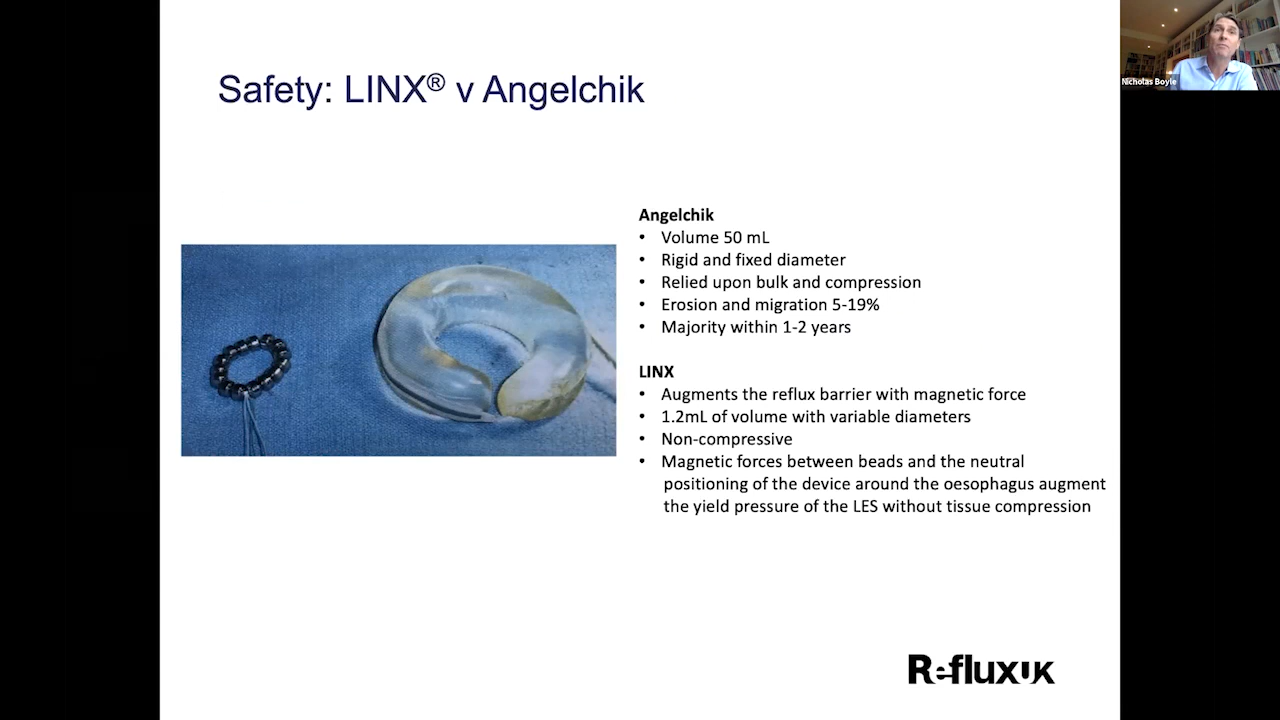 Safety: LINX® v Angelchik
Nicholas Boyle
Angelchik
• Volume 50 mL
• Rigid and fixed diameter
• Relied upon bulk and compression
• Erosion and migration 5-19%
• Majority within 1-2 years
LINX
• Augments the reflux barrier with magnetic force
• 1.2mL of volume with variable diameters
• Non-compressive
• Magnetic forces between beads and the neutral
positioning of the device around the oesophagus augment
the yield pressure of the LES without tissue compression
RefluxUK